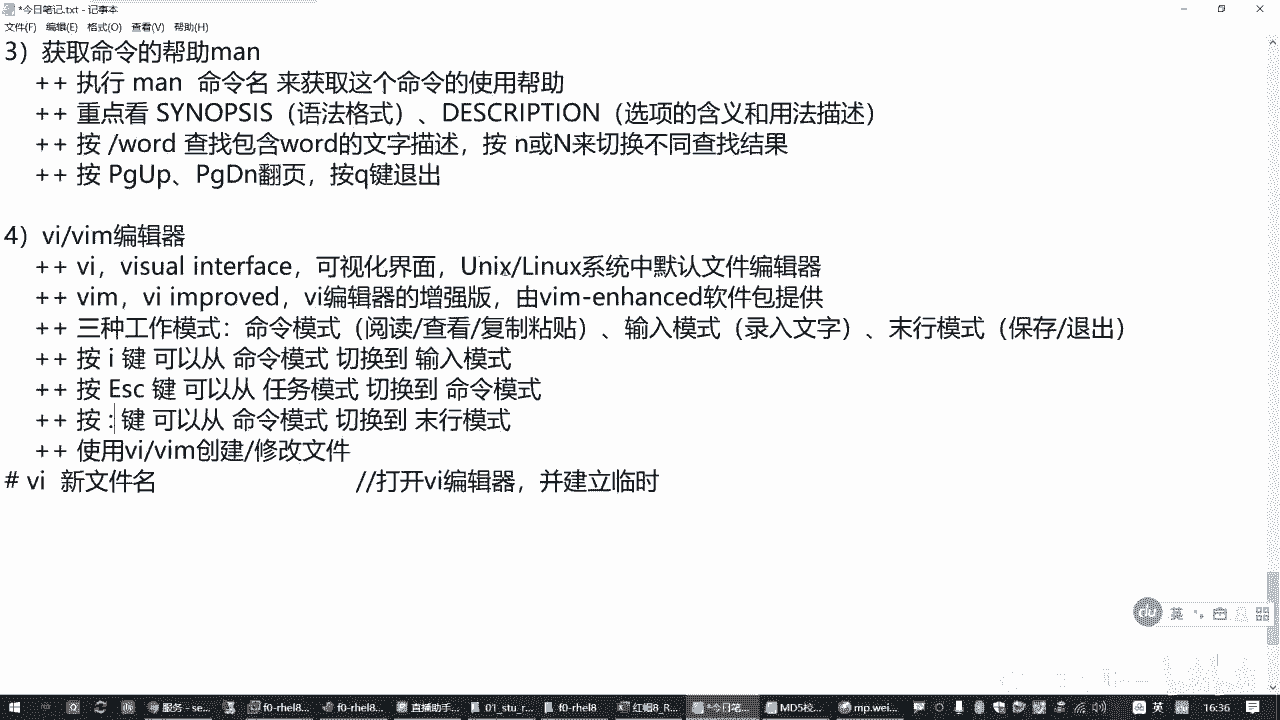 *今日笔记.txt - 记事本
文件(F) 编辑(E) 格式(O) 查看(V) 帮助(H)
3）获取命令的帮助man
++ 执行 man 命令名 来获取这个命令的使用帮助
++ 重点看 SYNOPSIS（语法格式）、DESCRIPTION（选项的含义和用法描述）
++ 按 /word 查找包含word的文字描述，按 n或N来切换不同查找结果
++ 按 PgUp、PgDn翻页，按q键退出
4）vi/vim编辑器
++ vi，visual interface，可视化界面，Unix/Linux系统中默认文件编辑器
++ vim，vi improved，vi编辑器的增强版，由vim-enhanced软件包提供
++ 三种工作模式：命令模式（阅读/查看/复制粘贴）、输入模式（录入文字）、末行模式（保存/退出）
++ 按 i 键 可以从 命令模式 切换到 输入模式
++ 按 Esc 键 可以从 任务模式 切换到 命令模式
++ 按 : 键 可以从 命令模式 切换到 末行模式
++ 使用vi/vim创建/修改文件
# vi 新文件名 //打开vi编辑器，并建立临时
英
服务 - se... f0-rhel8... f0-rhel8... 直播助手... 01_stu_r... f0-rhel8 红帽8_R... *今日笔... MD5校... mp.wei... 英 16:36